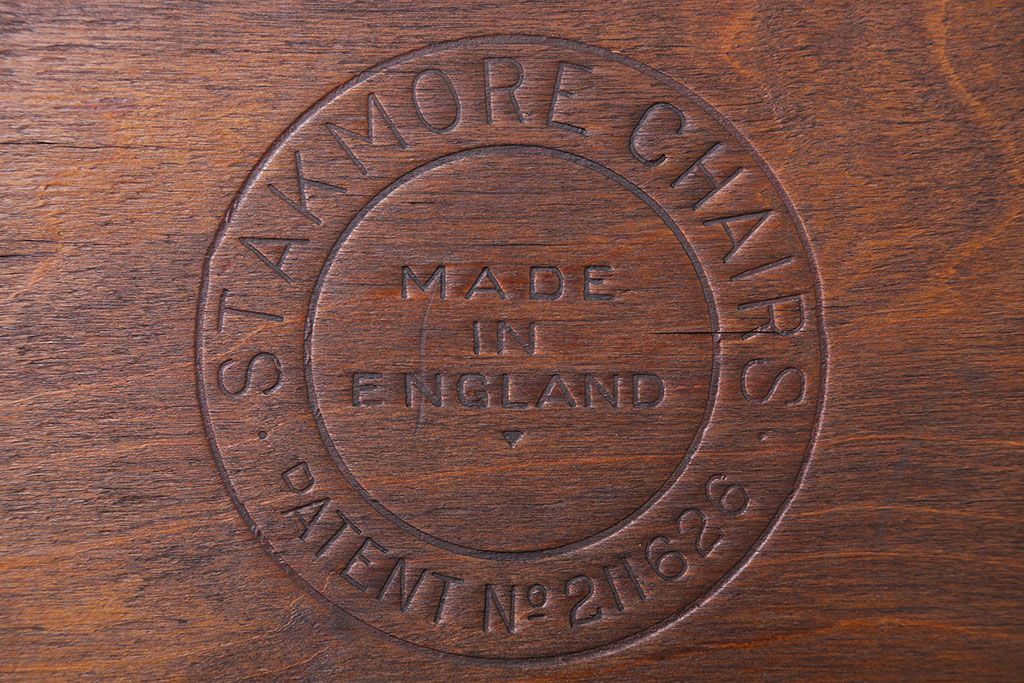 STAKMORE CHAIRS
MADE
IN
ENGLAND
PATENT Nº 211626